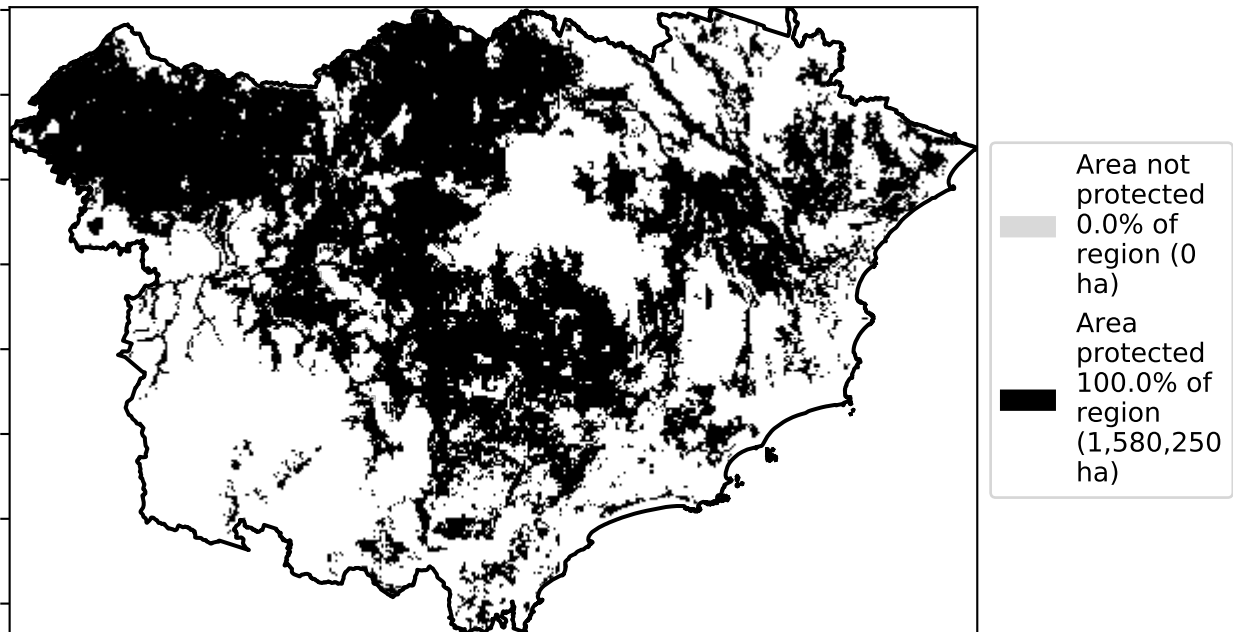 Area not
protected
0.0% of
region (0
ha)
Area
protected
100.0% of
region
(1,580,250
ha)